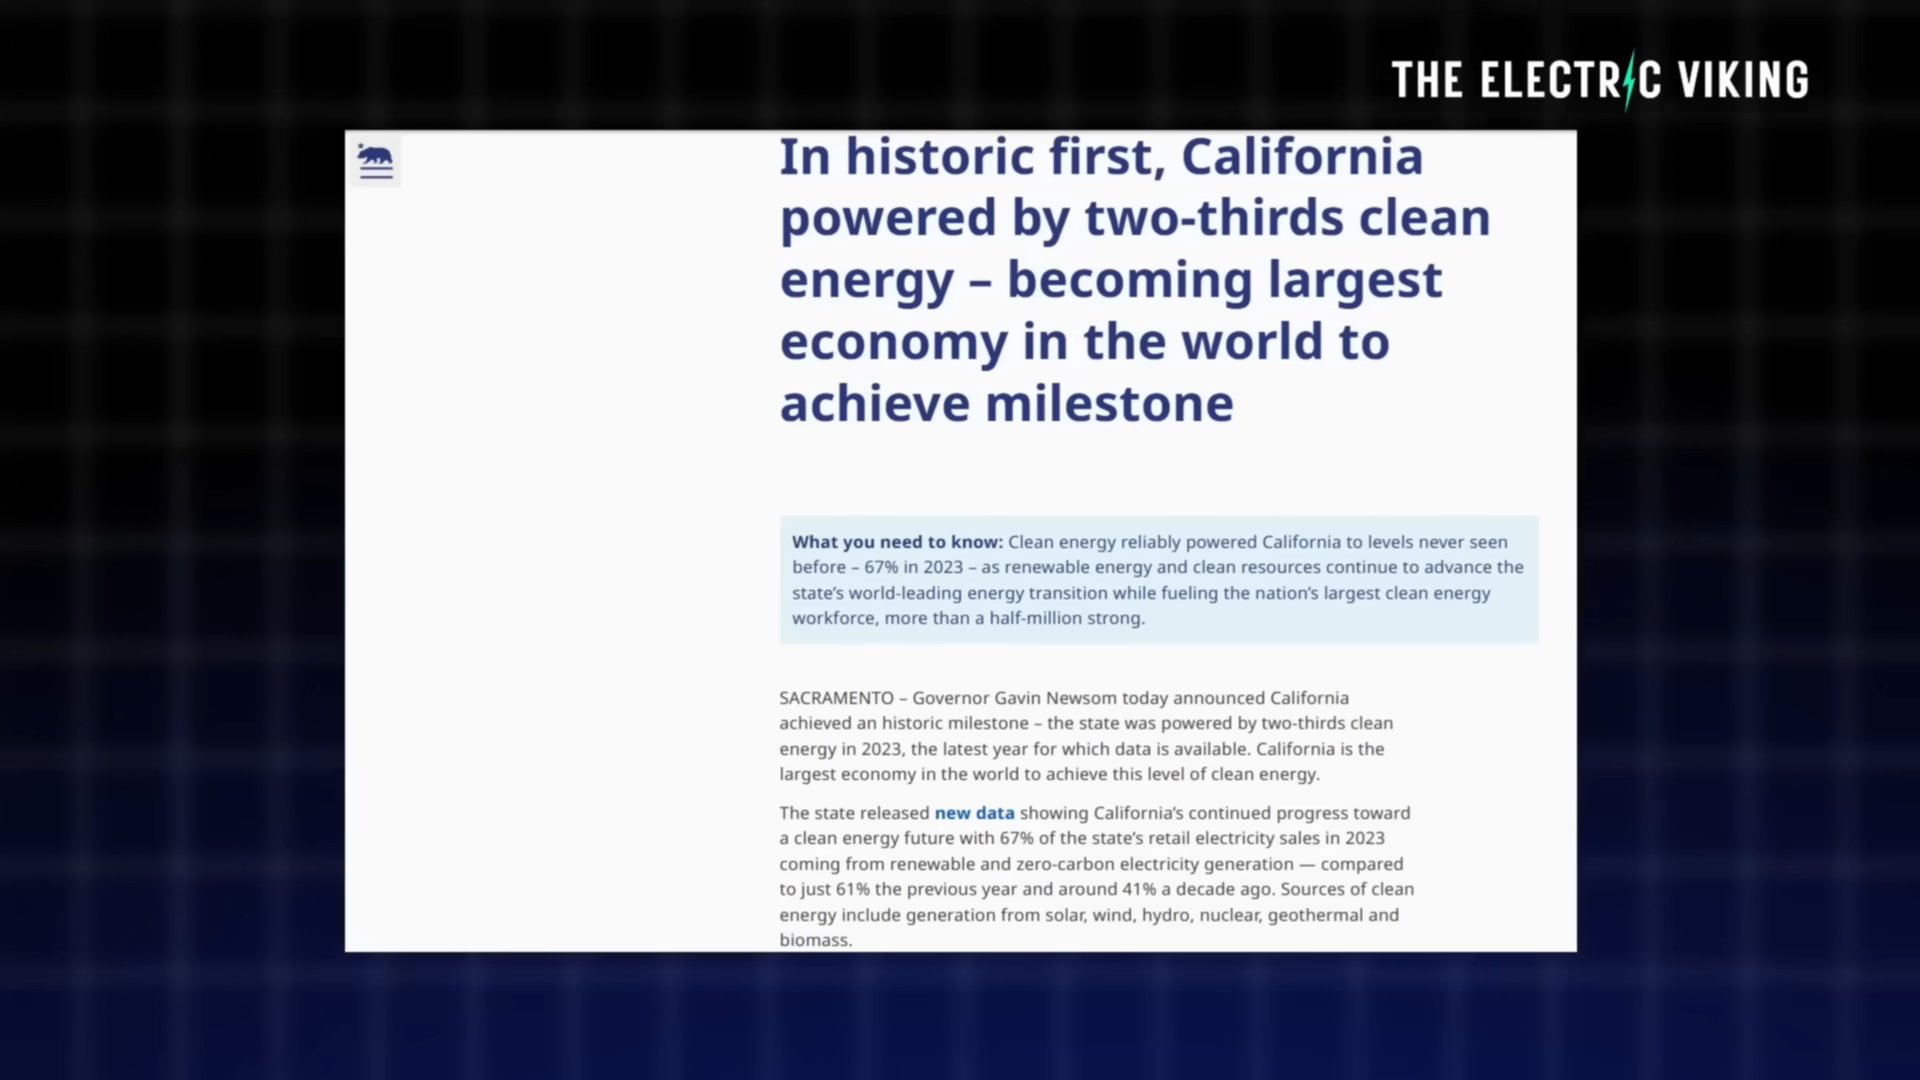 THE ELECTRIC VIKING
In historic first, California
powered by two-thirds clean
energy – becoming largest
economy in the world to
achieve milestone
What you need to know: Clean energy reliably powered California to levels never seen
before – 67% in 2023 – as renewable energy and clean resources continue to advance the
state’s world-leading energy transition while fueling the nation’s largest clean energy
workforce, more than a half-million strong.
SACRAMENTO – Governor Gavin Newsom today announced California
achieved an historic milestone – the state was powered by two-thirds clean
energy in 2023, the latest year for which data is available. California is the
largest economy in the world to achieve this level of clean energy.
The state released new data showing California’s continued progress toward
a clean energy future with 67% of the state’s retail electricity sales in 2023
coming from renewable and zero-carbon electricity generation — compared
to just 61% the previous year and around 41% a decade ago. Sources of clean
energy include generation from solar, wind, hydro, nuclear, geothermal and
biomass.